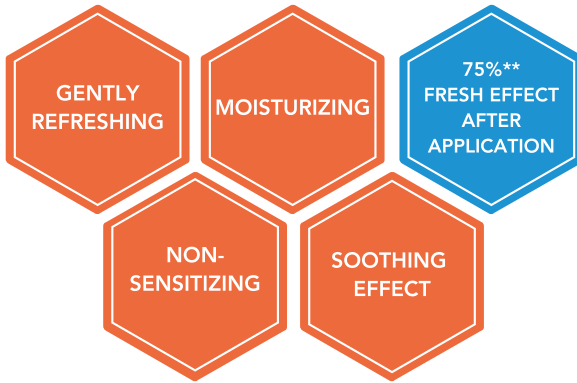 GENTLY
REFRESHING
MOISTURIZING
75%**
FRESH EFFECT
AFTER
APPLICATION
NON-
SENSITIZING
SOOTHING
EFFECT